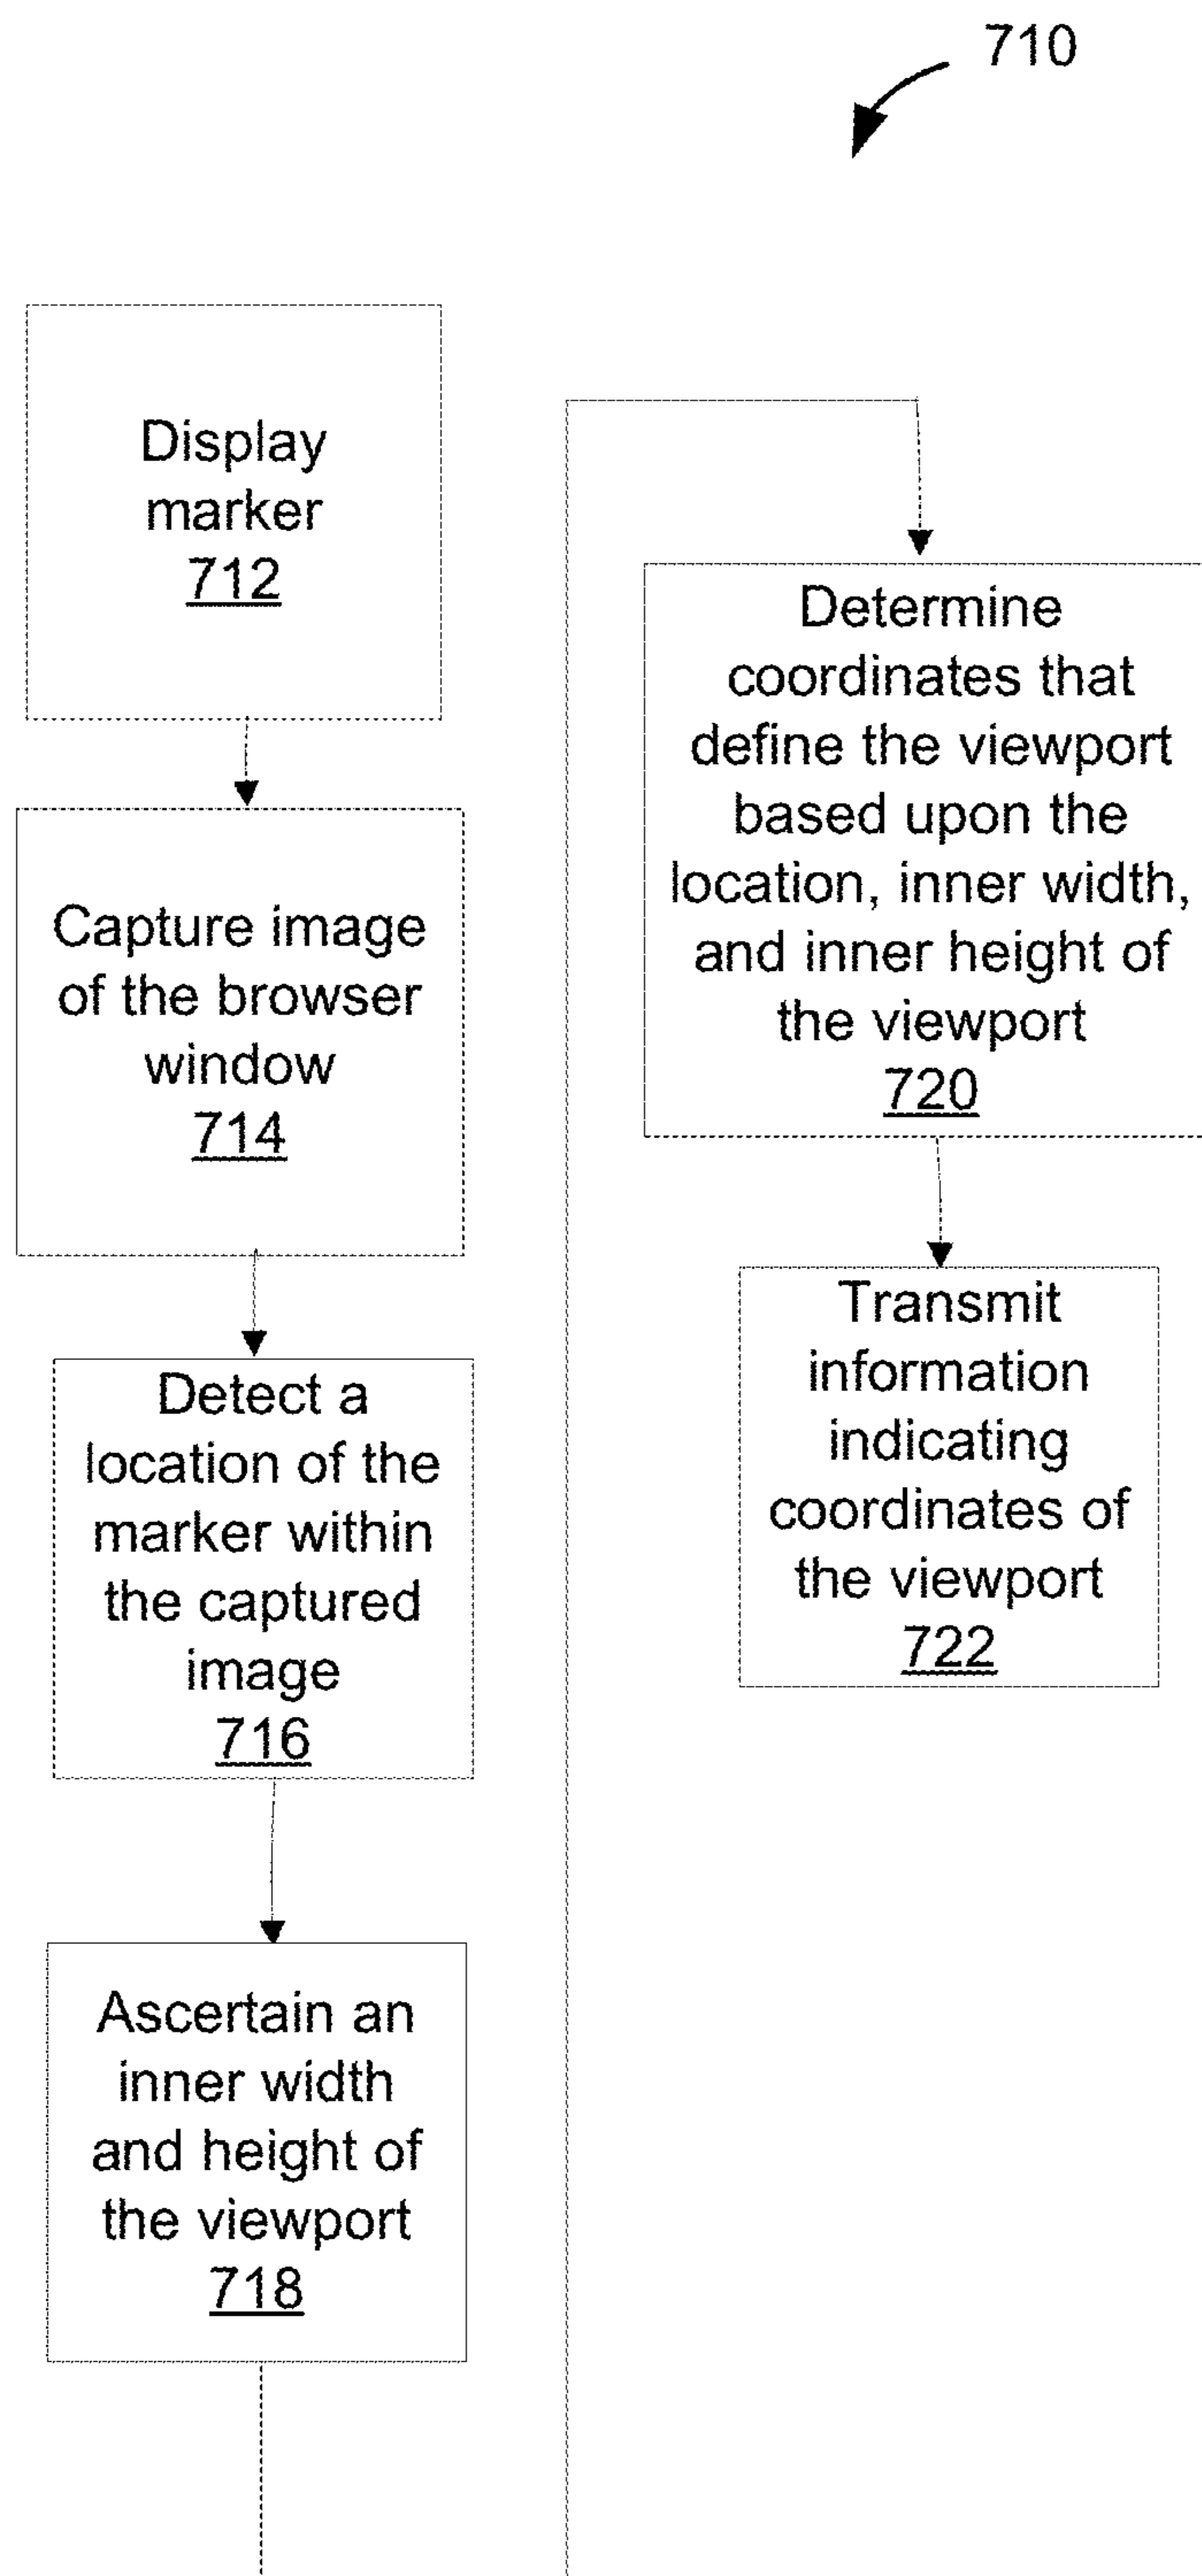 710
Display
marker
712
Capture image
of the browser
window
714
Detect a
location of the
marker within
the captured
image
716
Ascertain an
inner width
and height of
the viewport
718
Determine
coordinates that
define the viewport
based upon the
location, inner width,
and inner height of
the viewport
720
Transmit
information
indicating
coordinates of
the viewport
722